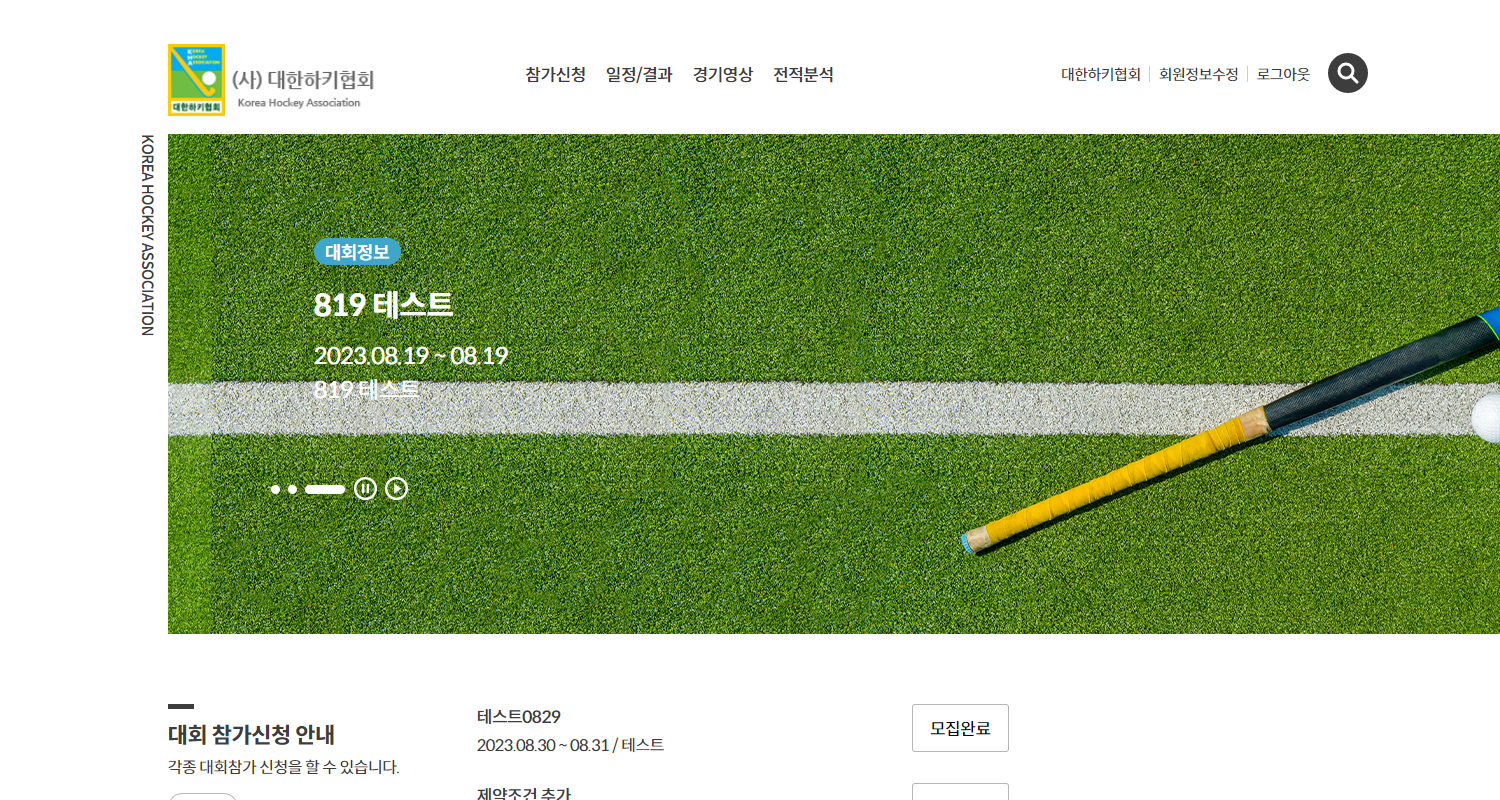 KOREA
HOCKEY
ASSOCIATION
대한하키협회
(사) 대한하키협회
Korea Hockey Association
참가신청 일정/결과 경기영상 전적분석
대한하키협회 회원정보수정 로그아웃
KOREA HOCKEY ASSOCIATION
대회정보
819 테스트
2023.08.19 ~ 08.19
819 테스트
대회 참가신청 안내
각종 대회참가 신청을 할 수 있습니다.
테스트0829
2023.08.30 ~ 08.31 / 테스트
모집완료
제약조건 추가